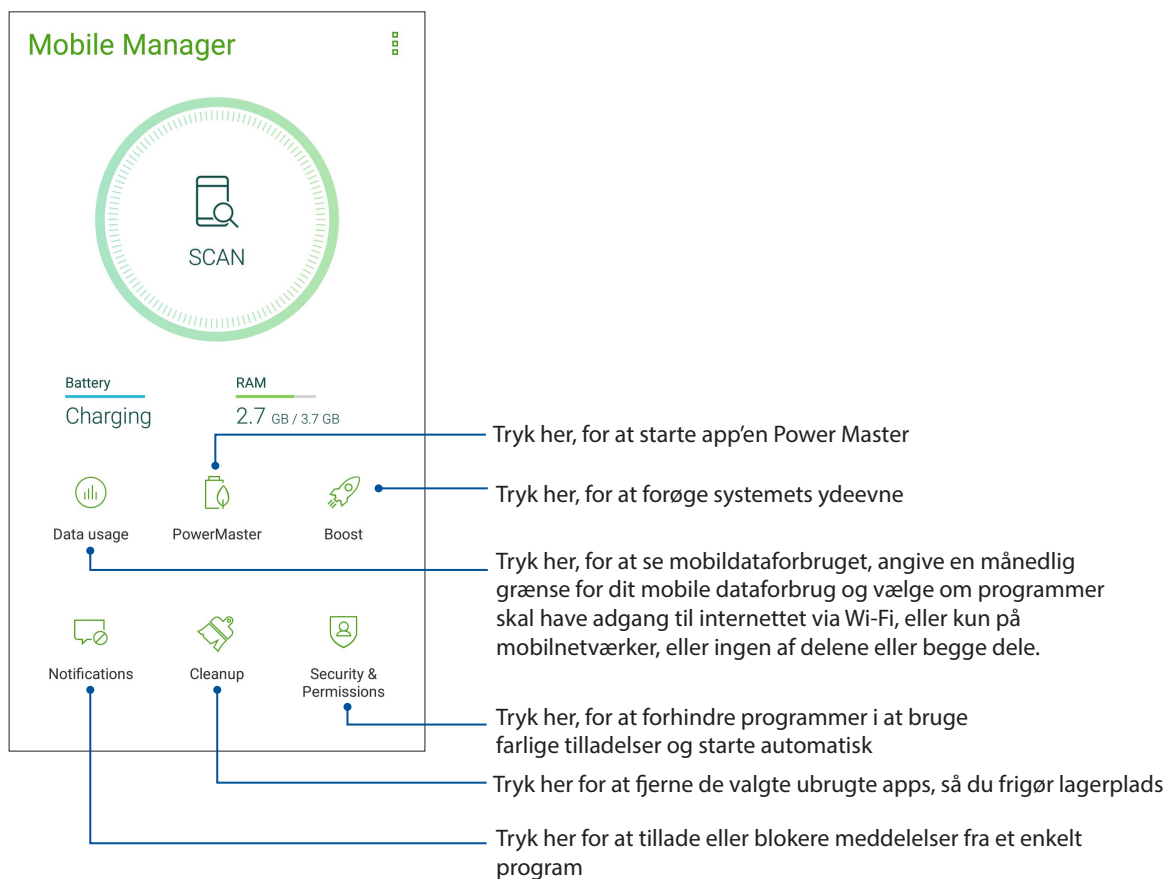 Mobile Manager
SCAN
Battery
RAM
Charging
2.7 GB / 3.7 GB
Tryk her, for at starte app’en Power Master
Tryk her, for at forøge systemets ydeevne
Data usage
PowerMaster
Boost
Tryk her, for at se mobildataforbruget, angive en månedlig
grænse for dit mobile dataforbrug og vælge om programmer
skal have adgang til internettet via Wi-Fi, eller kun på
mobilnetværker, eller ingen af delene eller begge dele.
Notifications
Cleanup
Security &
Permissions
Tryk her, for at forhindre programmer i at bruge
farlige tilladelser og starte automatisk
Tryk her for at fjerne de valgte ubrugte apps, så du frigør lagerplads
Tryk her for at tillade eller blokere meddelelser fra et enkelt
program